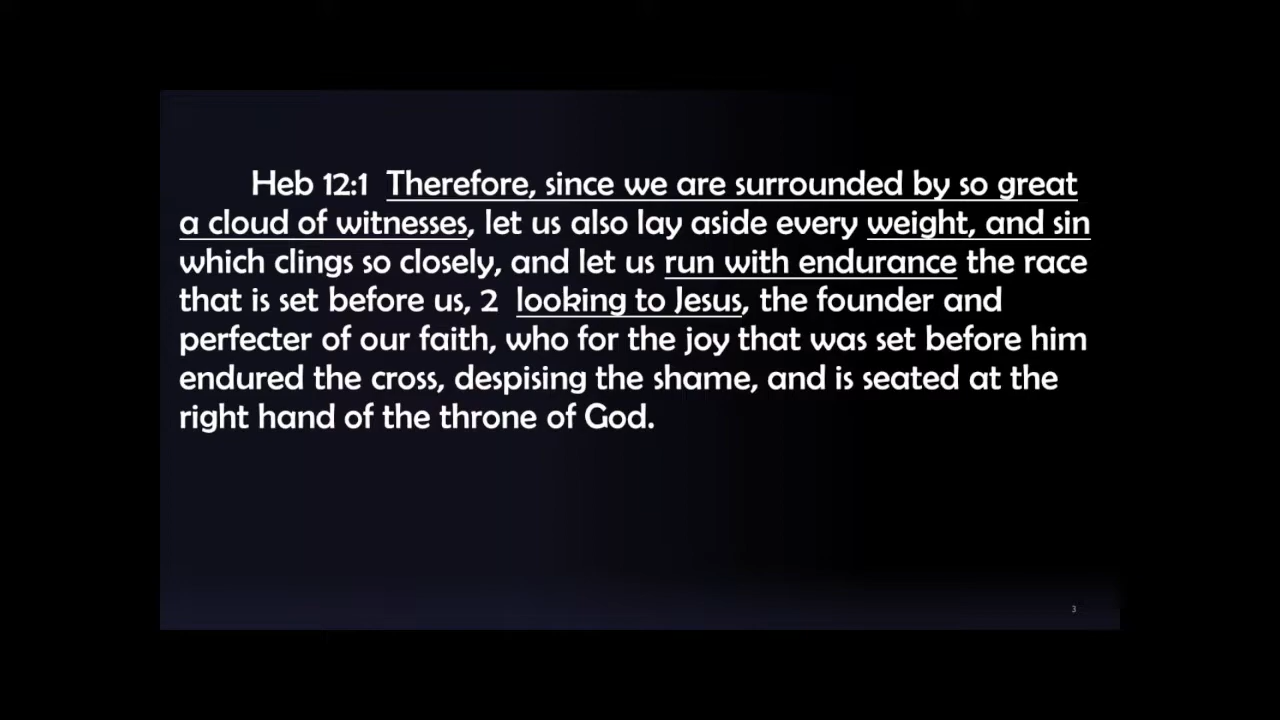 Heb 12:1 Therefore, since we are surrounded by so great
a cloud of witnesses, let us also lay aside every weight, and sin
which clings so closely, and let us run with endurance the race
that is set before us, 2 looking to Jesus, the founder and
perfecter of our faith, who for the joy that was set before him
endured the cross, despising the shame, and is seated at the
right hand of the throne of God.
3